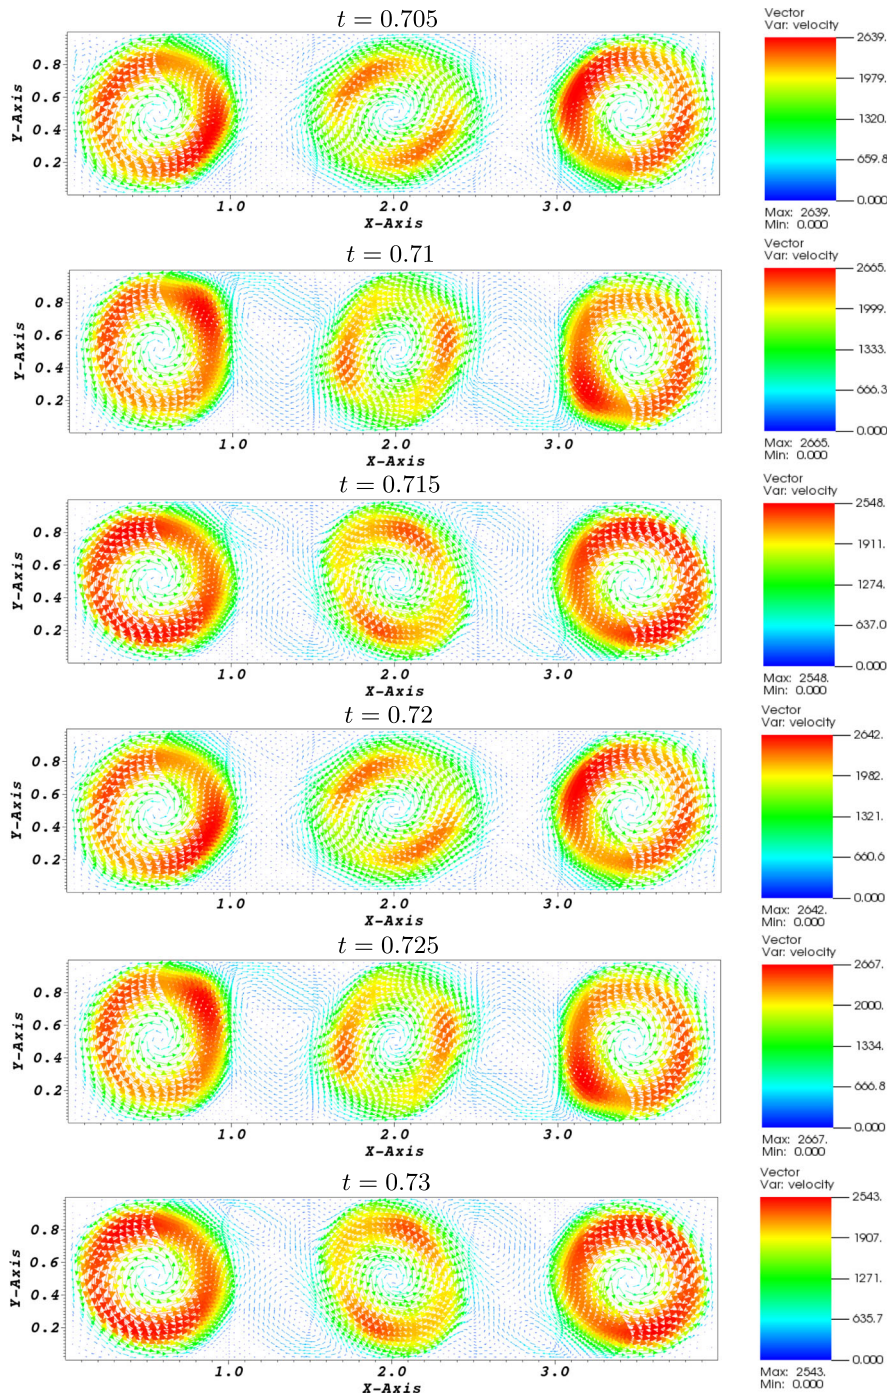 t = 0.705
Vector
Var: velocity
2639.
1979.
1320.
659.8
0.000
Max: 2639.
Min: 0.000
Y-Axis
0.8
0.6
0.4
0.2
1.0 2.0 3.0
X-Axis
t = 0.71
Vector
Var: velocity
2665.
1999.
1333.
666.3
0.000
Max: 2665.
Min: 0.000
Y-Axis
0.8
0.6
0.4
0.2
1.0 2.0 3.0
X-Axis
t = 0.715
Vector
Var: velocity
2548.
1911.
1274.
637.0
0.000
Max: 2548.
Min: 0.000
Y-Axis
0.8
0.6
0.4
0.2
1.0 2.0 3.0
X-Axis
t = 0.72
Vector
Var: velocity
2642.
1982.
1321.
660.6
0.000
Max: 2642.
Min: 0.000
Y-Axis
0.8
0.6
0.4
0.2
1.0 2.0 3.0
X-Axis
t = 0.725
Vector
Var: velocity
2667.
2000.
1334.
666.8
0.000
Max: 2667.
Min: 0.000
Y-Axis
0.8
0.6
0.4
0.2
1.0 2.0 3.0
X-Axis
t = 0.73
Vector
Var: velocity
2543.
1907.
1271.
635.7
0.000
Max: 2543.
Min: 0.000
Y-Axis
0.8
0.6
0.4
0.2
1.0 2.0 3.0
X-Axis